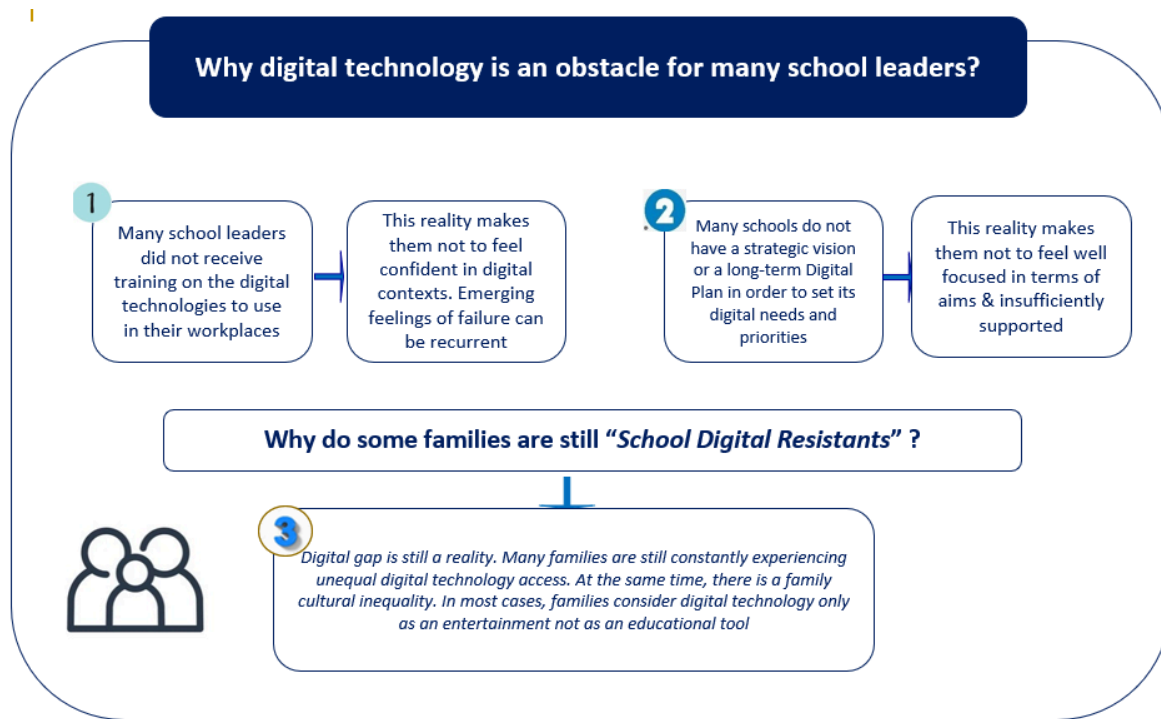 Why digital technology is an obstacle for many school leaders?
1
Many school leaders
did not receive
training on the digital
technologies to use
in their workplaces
This reality makes
them not to feel
confident in digital
contexts. Emerging
feelings of failure can
be recurrent
2
Many schools do not
have a strategic vision
or a long-term Digital
Plan in order to set its
digital needs and
priorities
This reality makes
them not to feel well
focused in terms of
aims & insufficiently
supported
Why do some families are still “School Digital Resistants” ?
3
Digital gap is still a reality. Many families are still constantly experiencing
unequal digital technology access. At the same time, there is a family
cultural inequality. In most cases, families consider digital technology only
as an entertainment not as an educational tool